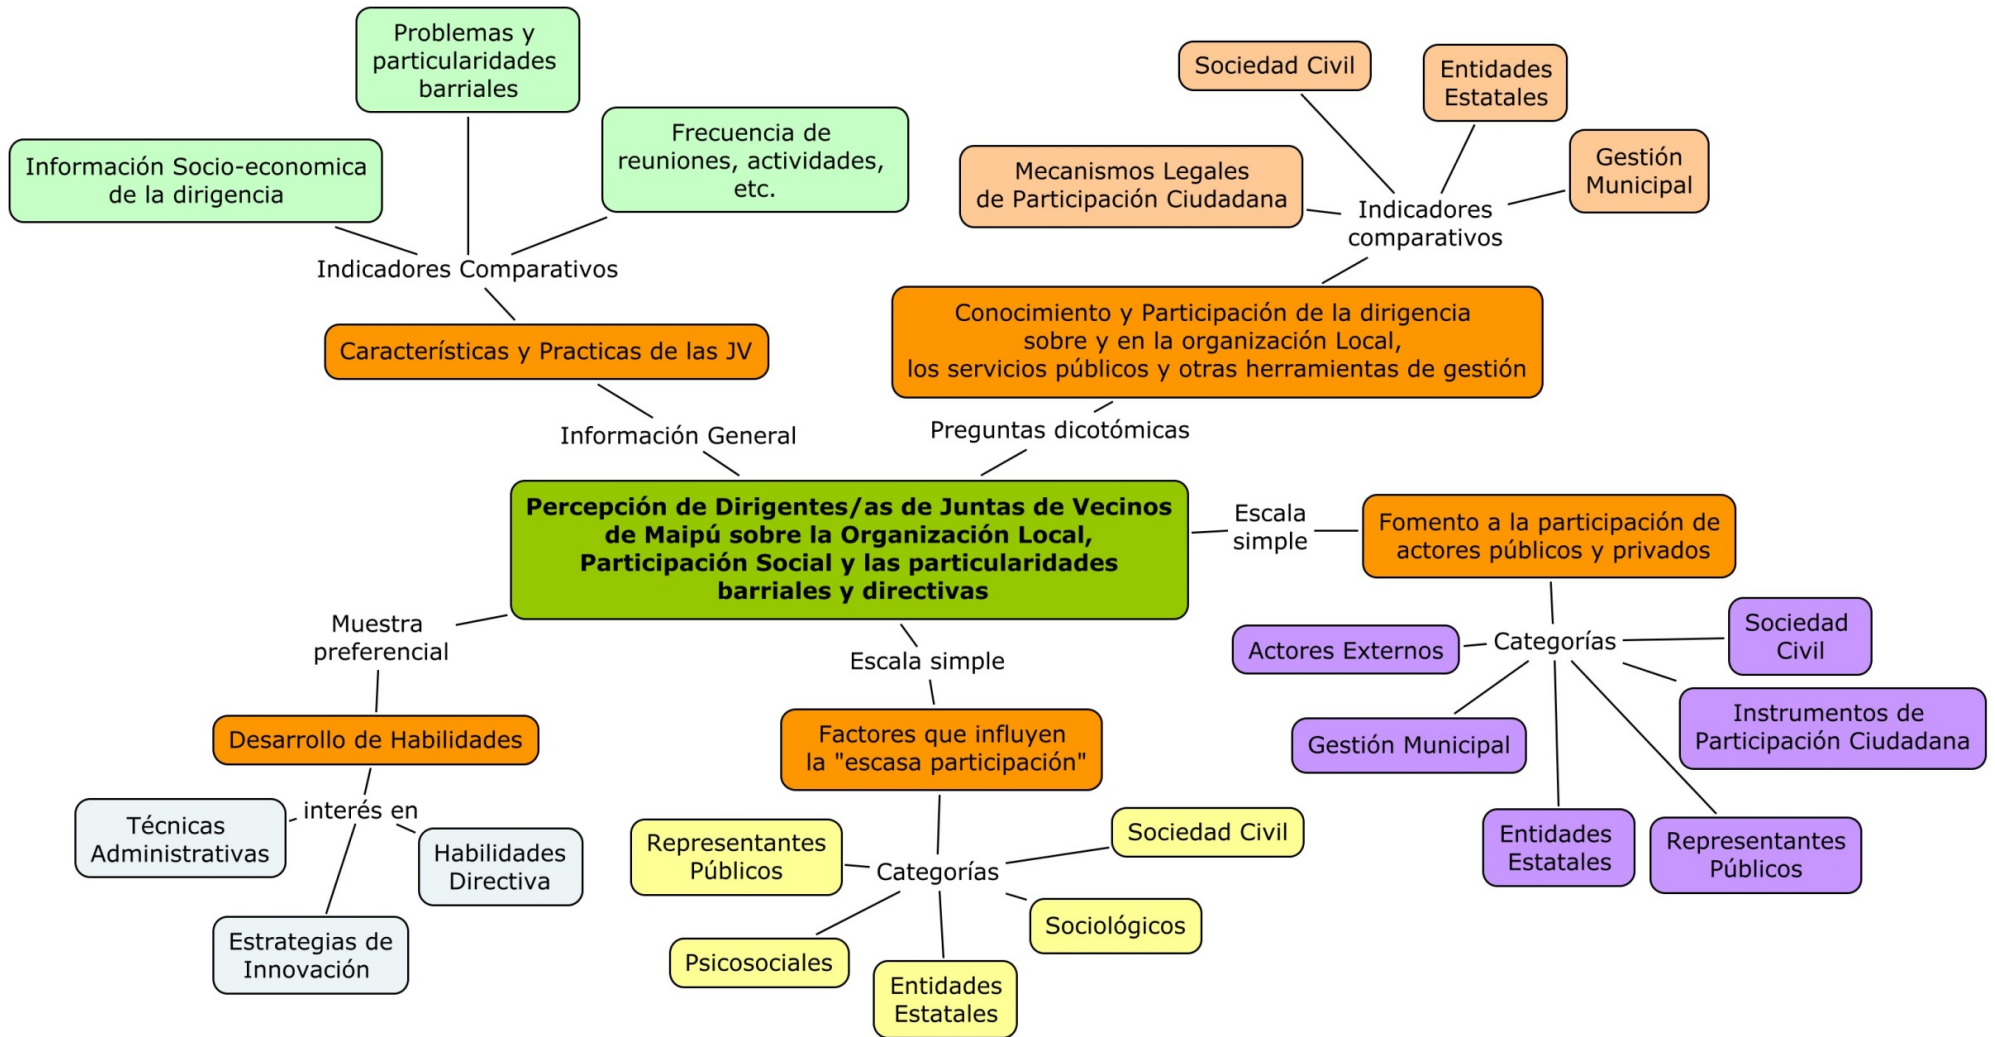 Problemas y
particularidades
barriales
Información Socio-economica
de la dirigencia
Frecuencia de
reuniones, actividades,
etc.
Indicadores Comparativos
Características y Practicas de las JV
Información General
Sociedad Civil
Entidades
Estatales
Mecanismos Legales
de Participación Ciudadana
Gestión
Municipal
Indicadores
comparativos
Conocimiento y Participación de la dirigencia
sobre y en la organización Local,
los servicios públicos y otras herramientas de gestión
Preguntas dicotómicas
Percepción de Dirigentes/as de Juntas de Vecinos
de Maipú sobre la Organización Local,
Participación Social y las particularidades
barriales y directivas
Escala
simple
Fomento a la participación de
actores públicos y privados
Categorías
Actores Externos
Sociedad
Civil
Instrumentos de
Participación Ciudadana
Gestión Municipal
Entidades
Estatales
Representantes
Públicos
Muestra
preferencial
Desarrollo de Habilidades
interés en
Técnicas
Administrativas
Habilidades
Directiva
Estrategias de
Innovación
Escala simple
Factores que influyen
la "escasa participación"
Categorías
Representantes
Públicos
Sociedad Civil
Sociológicos
Psicosociales
Entidades
Estatales